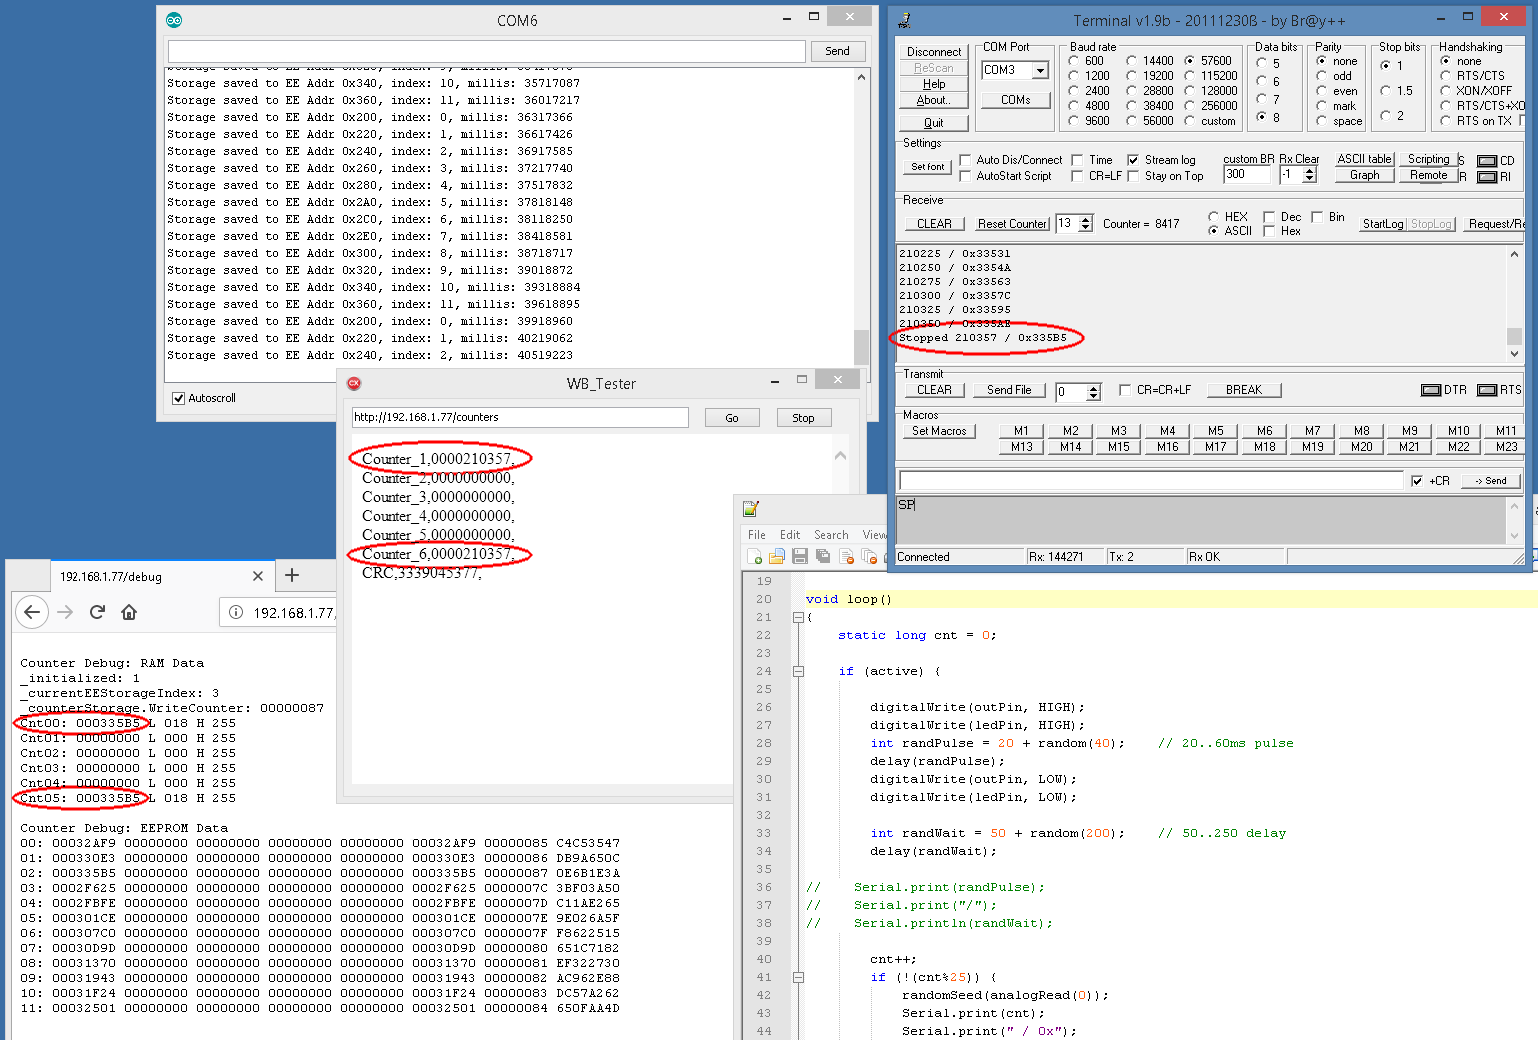 COM6
Send
Storage saved to EE Addr 0x340, index: 10, millis: 35717087
Storage saved to EE Addr 0x360, index: 11, millis: 36017217
Storage saved to EE Addr 0x200, index: 0, millis: 36317366
Storage saved to EE Addr 0x220, index: 1, millis: 36617426
Storage saved to EE Addr 0x240, index: 2, millis: 36917585
Storage saved to EE Addr 0x260, index: 3, millis: 37217740
Storage saved to EE Addr 0x280, index: 4, millis: 37517832
Storage saved to EE Addr 0x2A0, index: 5, millis: 37818148
Storage saved to EE Addr 0x2C0, index: 6, millis: 38118250
Storage saved to EE Addr 0x2E0, index: 7, millis: 38418581
Storage saved to EE Addr 0x300, index: 8, millis: 38718717
Storage saved to EE Addr 0x320, index: 9, millis: 39018872
Storage saved to EE Addr 0x340, index: 10, millis: 39318884
Storage saved to EE Addr 0x360, index: 11, millis: 39618895
Storage saved to EE Addr 0x200, index: 0, millis: 39918960
Storage saved to EE Addr 0x220, index: 1, millis: 40219062
Storage saved to EE Addr 0x240, index: 2, millis: 40519223
Autoscroll
Terminal v1.9b - 20111230ß - by Br@y++
Disconnect
ReScan
Help
About..
Quit
COM Port
COM3
COMs
Baud rate
600 14400 57600
1200 19200 115200
2400 28800 128000
4800 38400 256000
9600 56000 custom
Data bits
5
6
7
8
Parity
none
odd
even
mark
space
Stop bits
1
1.5
2
Handshaking
none
RTS/CTS
XON/XOFF
RTS/CTS+XO
RTS on TX
Settings
Set font
Auto Dis/Connect Time Stream log
AutoStart Script CR=LF Stay on Top
custom BR Rx Clear
300 -1
ASCII table Scripting S CD
Graph Remote R RI
Receive
CLEAR Reset Counter 13 Counter = 8417
HEX Dec Bin
ASCII Hex
StartLog StopLog Request/Re
210225 / 0x33531
210250 / 0x3354A
210275 / 0x33563
210300 / 0x3357C
210325 / 0x33595
210350 / 0x335AE
Stopped 210357 / 0x335B5
Transmit
CLEAR Send File 0 CR=CR+LF BREAK DTR RTS
Macros
Set Macros
M1 M2 M3 M4 M5 M6 M7 M8 M9 M10 M11
M13 M14 M15 M16 M17 M18 M19 M20 M21 M22 M23
+CR -> Send
SP
Connected Rx: 144271 Tx: 2 Rx OK
WB_Tester
http://192.168.1.77/counters
Go Stop
Counter_1,0000210357,
Counter_2,0000000000,
Counter_3,0000000000,
Counter_4,0000000000,
Counter_5,0000000000,
Counter_6,0000210357,
CRC,3339045377,
192.168.1.77/debug
192.168.1.77/
Counter Debug: RAM Data
_initialized: 1
_currentEEStorageIndex: 3
_counterStorage.WriteCounter: 00000087
Cnt00: 000335B5 L 018 H 255
Cnt01: 00000000 L 000 H 255
Cnt02: 00000000 L 000 H 255
Cnt03: 00000000 L 000 H 255
Cnt04: 00000000 L 000 H 255
Cnt05: 000335B5 L 018 H 255
Counter Debug: EEPROM Data
00: 00032AF9 00000000 00000000 00000000 00000000 00032AF9 00000085 C4C53547
01: 000330E3 00000000 00000000 00000000 00000000 000330E3 00000086 DB9A650C
02: 000335B5 00000000 00000000 00000000 00000000 000335B5 00000087 0E6B1E3A
03: 0002F625 00000000 00000000 00000000 00000000 0002F625 0000007C 3BF03A50
04: 0002FBFE 00000000 00000000 00000000 00000000 0002FBFE 0000007D C11AE265
05: 000301CE 00000000 00000000 00000000 00000000 000301CE 0000007E 9E026A5F
06: 000307C0 00000000 00000000 00000000 00000000 000307C0 0000007F F8622515
07: 00030D9D 00000000 00000000 00000000 00000000 00030D9D 00000080 651C7182
08: 00031370 00000000 00000000 00000000 00000000 00031370 00000081 EF322730
09: 00031943 00000000 00000000 00000000 00000000 00031943 00000082 AC962E88
10: 00031F24 00000000 00000000 00000000 00000000 00031F24 00000083 DC57A262
11: 00032501 00000000 00000000 00000000 00000000 00032501 00000084 650FAA4D
File Edit Search View
19
20 void loop()
21 {
22 static long cnt = 0;
23
24 if (active) {
25
26 digitalWrite(outPin, HIGH);
27 digitalWrite(ledPin, HIGH);
28 int randPulse = 20 + random(40); // 20..60ms pulse
29 delay(randPulse);
30 digitalWrite(outPin, LOW);
31 digitalWrite(ledPin, LOW);
32
33 int randWait = 50 + random(200); // 50..250 delay
34 delay(randWait);
35
36 // Serial.print(randPulse);
37 // Serial.print("/");
38 // Serial.println(randWait);
39
40 cnt++;
41 if (!(cnt%25)) {
42 randomSeed(analogRead(0));
43 Serial.print(cnt);
44 Serial.print(" / 0x");